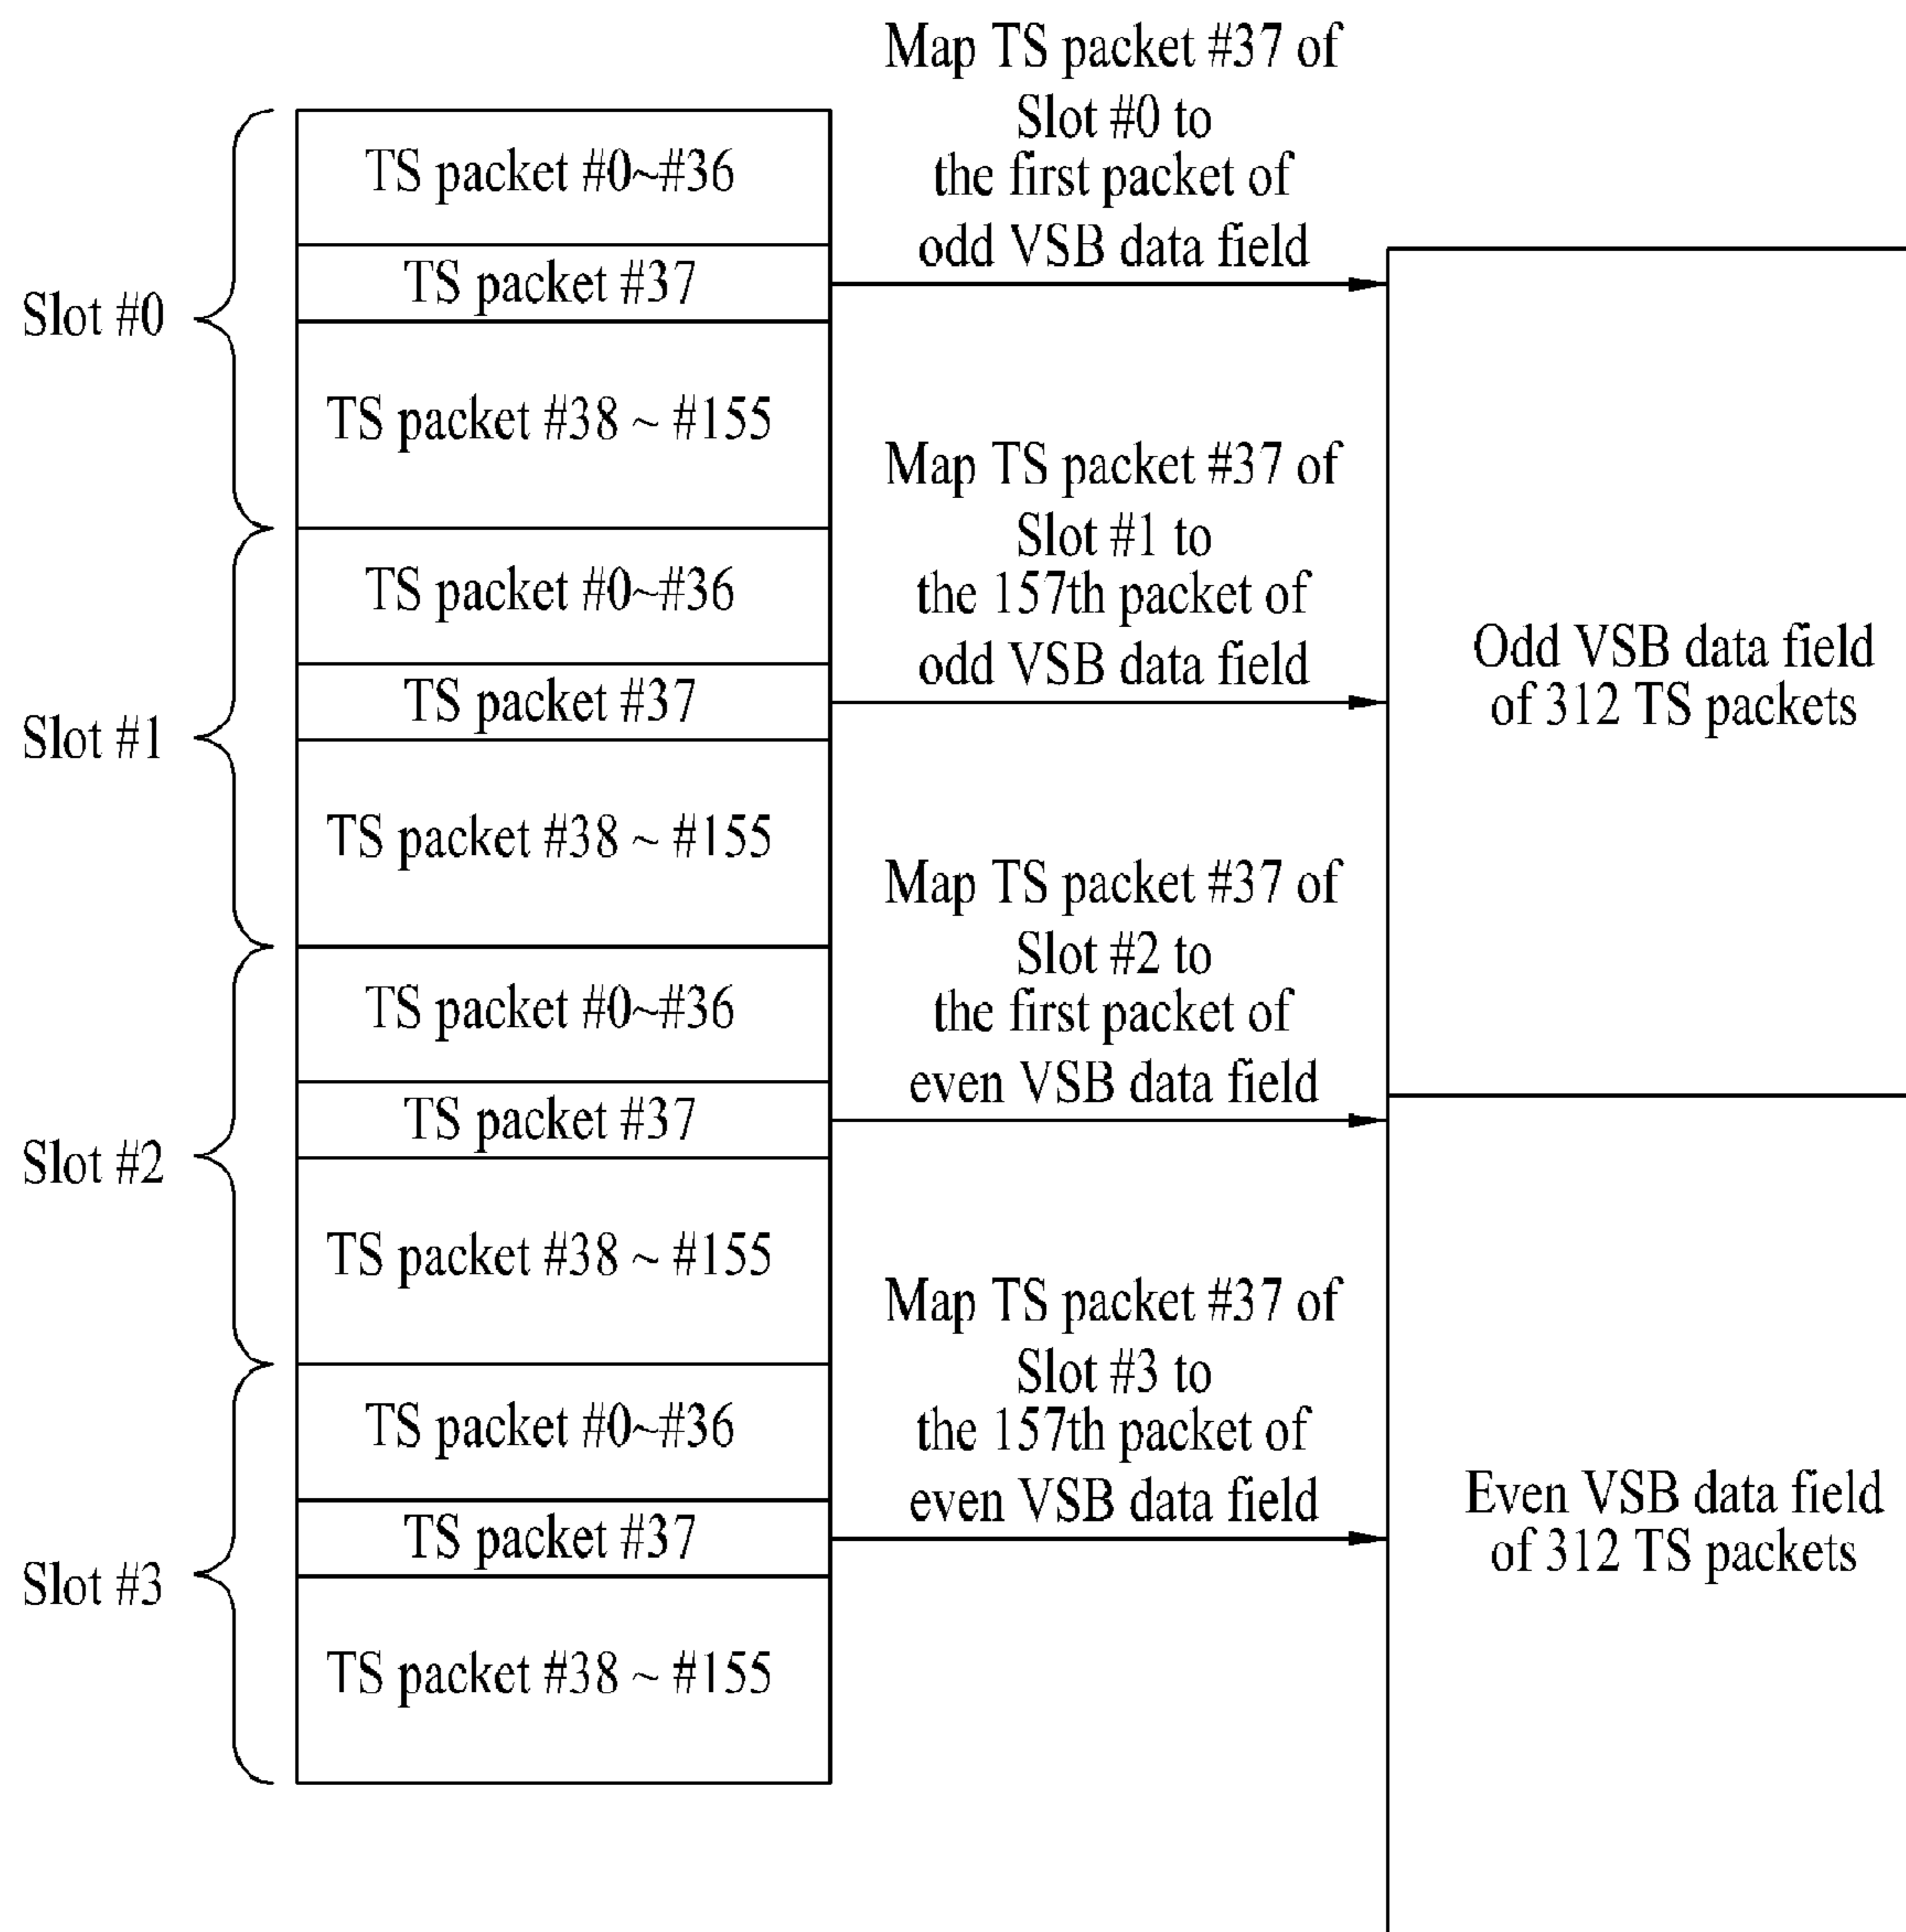 Map TS packet #37 of
Slot #0 to
the first packet of
odd VSB data field
TS packet #0~#36
TS packet #37
Slot #0
TS packet #38 ~ #155
Map TS packet #37 of
Slot #1 to
the 157th packet of
odd VSB data field
TS packet #0~#36
TS packet #37
Slot #1
TS packet #38 ~ #155
Odd VSB data field
of 312 TS packets
Map TS packet #37 of
Slot #2 to
the first packet of
even VSB data field
TS packet #0~#36
TS packet #37
Slot #2
TS packet #38 ~ #155
Map TS packet #37 of
Slot #3 to
the 157th packet of
even VSB data field
TS packet #0~#36
TS packet #37
Slot #3
TS packet #38 ~ #155
Even VSB data field
of 312 TS packets